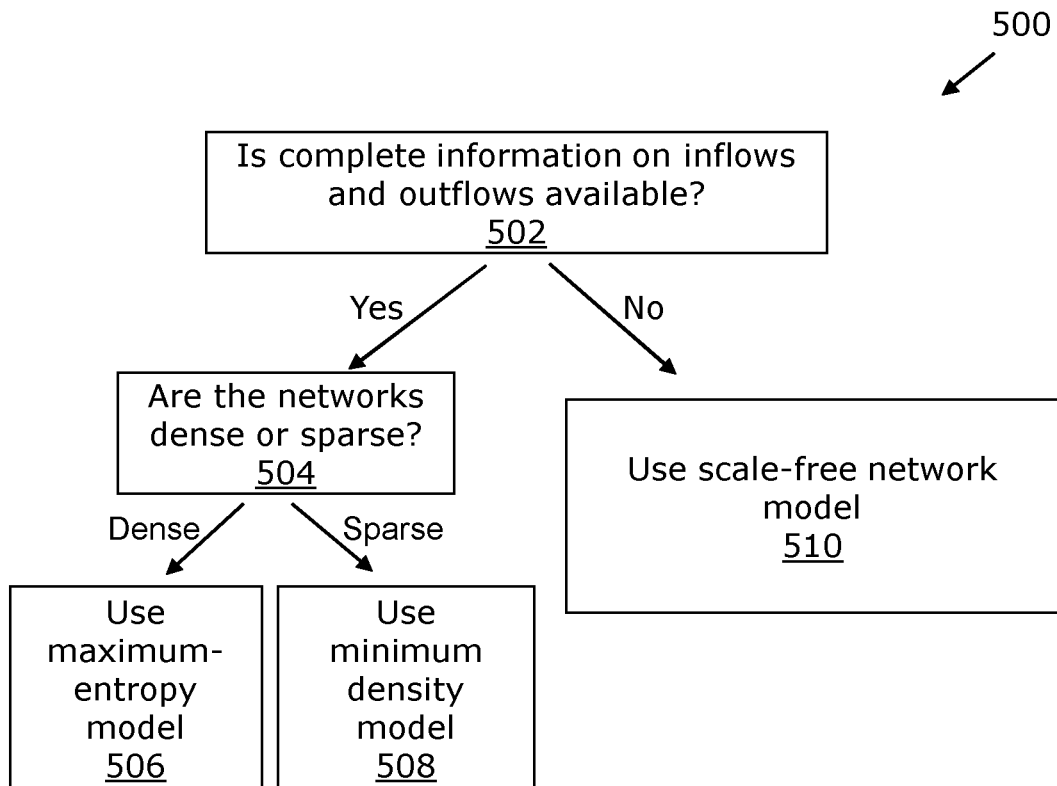 500
Is complete information on inflows
and outflows available?
502
Yes
No
Are the networks
dense or sparse?
504
Use scale-free network
model
510
Dense
Sparse
Use
maximum-
entropy
model
506
Use
minimum
density
model
508